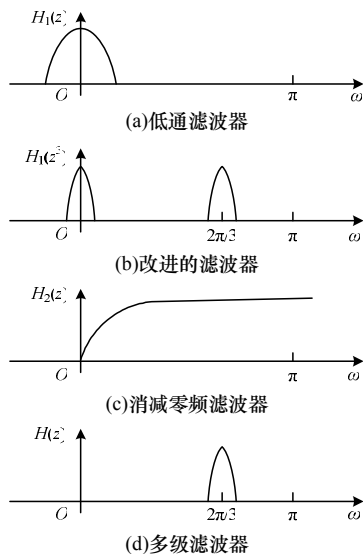 H₁(z)
O π ω
(a)低通滤波器
H₁(z³)
O 2π/3 π ω
(b)改进的滤波器
H₂(z)
O π ω
(c)消减零频滤波器
H(z)
O 2π/3 π ω
(d)多级滤波器